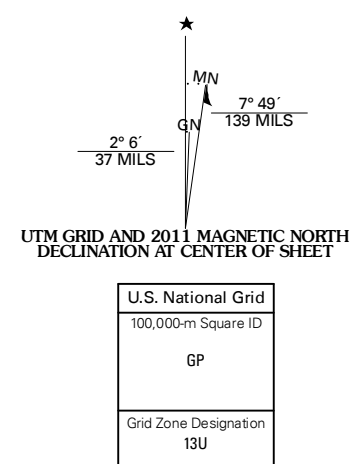 ★
MN
7° 49´
139 MILS
GN
2° 6´
37 MILS
UTM GRID AND 2011 MAGNETIC NORTH
DECLINATION AT CENTER OF SHEET
U.S. National Grid
100,000-m Square ID
GP
Grid Zone Designation
13U